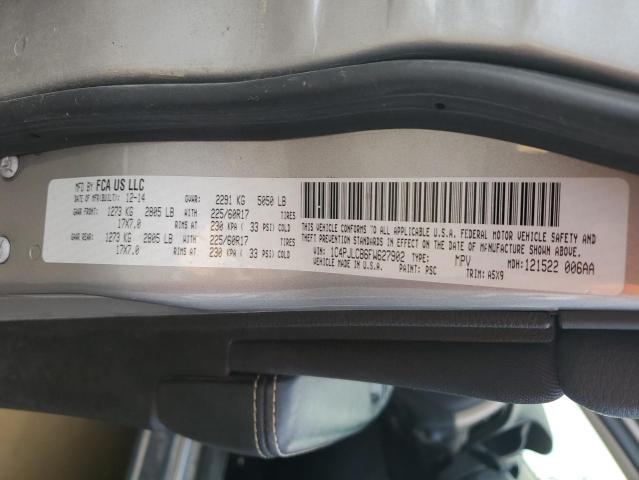 MFD BY FCA US LLC
DATE OF MFR(BUILT): 12-14 GVWR: 2291 KG 5050 LB
GAWR FRONT: 1273 KG 2805 LB WITH 225/60R17 TIRES
17X7.0 RIMS AT 230 KPA ( 33 PSI) COLD
GAWR REAR: 1273 KG 2805 LB WITH 225/60R17 TIRES
17X7.0 RIMS AT 230 KPA ( 33 PSI) COLD
THIS VEHICLE CONFORMS TO ALL APPLICABLE U.S.A. FEDERAL MOTOR VEHICLE SAFETY AND
THEFT PREVENTION STANDARDS IN EFFECT ON THE DATE OF MANUFACTURE SHOWN ABOVE.
VIN: 1C4PJLCB6FW627902 TYPE: MPV MDH: 121522 006AA
VEHICLE MADE IN U.S.A. PAINT: PSC TRIM: A5X9